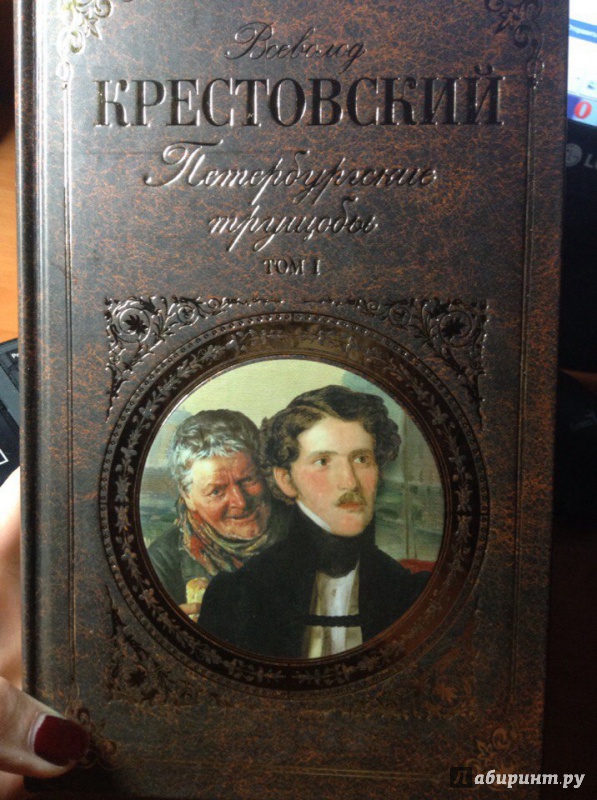 Всеволод
КРЕСТОВСКИЙ
Петербургские
трущобы
ТОМ I
Лабиринт.ру